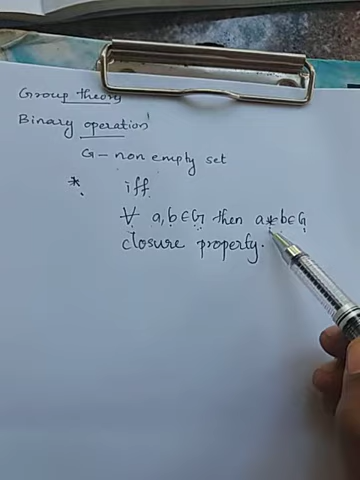 Group theory
Binary operation
G - non empty set
* iff
∀ a, b ∈ G then a * b ∈ G
closure property.